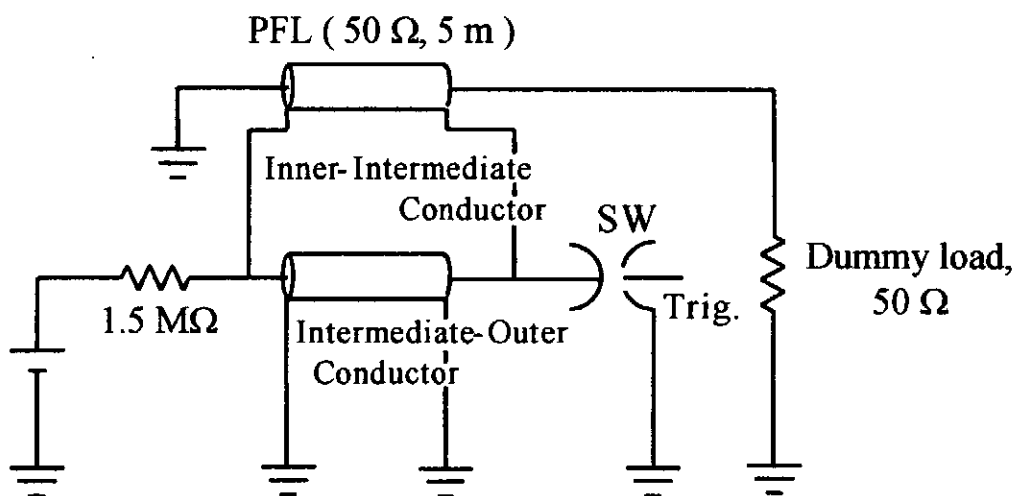 PFL ( 50 Ω, 5 m )
Inner-Intermediate
Conductor
SW
1.5 MΩ
Intermediate-Outer
Conductor
Trig.
Dummy load,
50 Ω